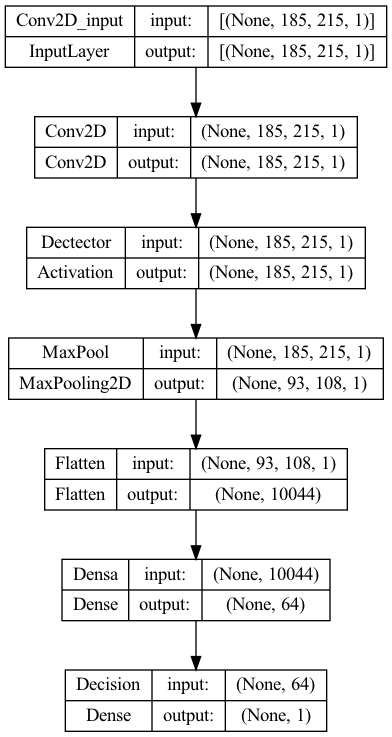 Conv2D_input input: [(None, 185, 215, 1)]
InputLayer output: [(None, 185, 215, 1)]
Conv2D input: (None, 185, 215, 1)
Conv2D output: (None, 185, 215, 1)
Dectector input: (None, 185, 215, 1)
Activation output: (None, 185, 215, 1)
MaxPool input: (None, 185, 215, 1)
MaxPooling2D output: (None, 93, 108, 1)
Flatten input: (None, 93, 108, 1)
Flatten output: (None, 10044)
Densa input: (None, 10044)
Dense output: (None, 64)
Decision input: (None, 64)
Dense output: (None, 1)